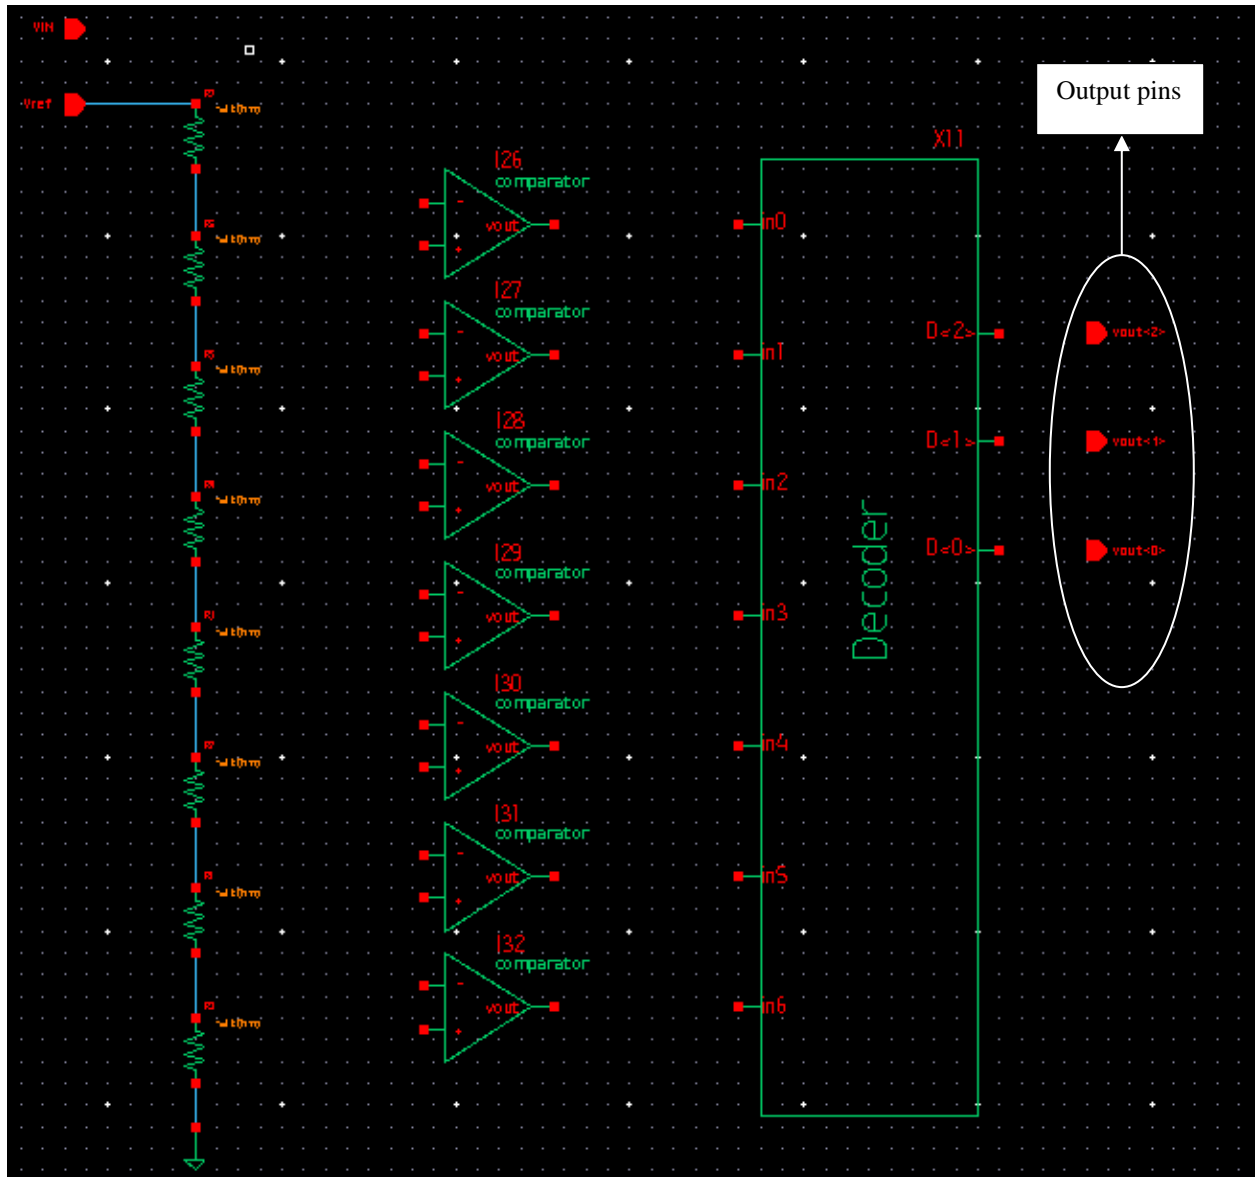 VIN
Output pins
Vref
X11
I26
comparator
-
vout
+
in0
I27
comparator
-
vout
+
in1
D<2>
vout<2>
I28
comparator
-
vout
+
in2
D<1>
vout<1>
I29
comparator
-
vout
+
in3
D<0>
vout<0>
Decoder
I30
comparator
-
vout
+
in4
I31
comparator
-
vout
+
in5
I32
comparator
-
vout
+
in6